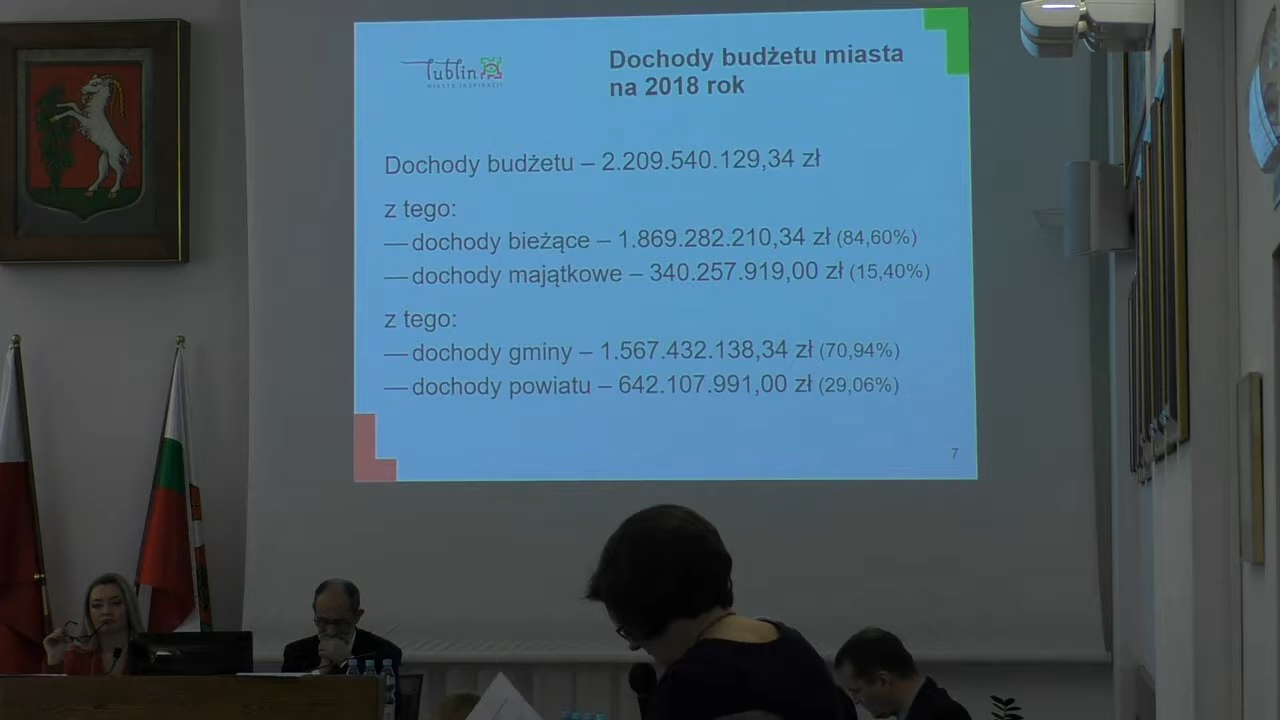 lublin
MIASTO INSPIRACJI
Dochody budżetu miasta
na 2018 rok
Dochody budżetu – 2.209.540.129,34 zł
z tego:
— dochody bieżące – 1.869.282.210,34 zł (84,60%)
— dochody majątkowe – 340.257.919,00 zł (15,40%)
z tego:
— dochody gminy – 1.567.432.138,34 zł (70,94%)
— dochody powiatu – 642.107.991,00 zł (29,06%)
7